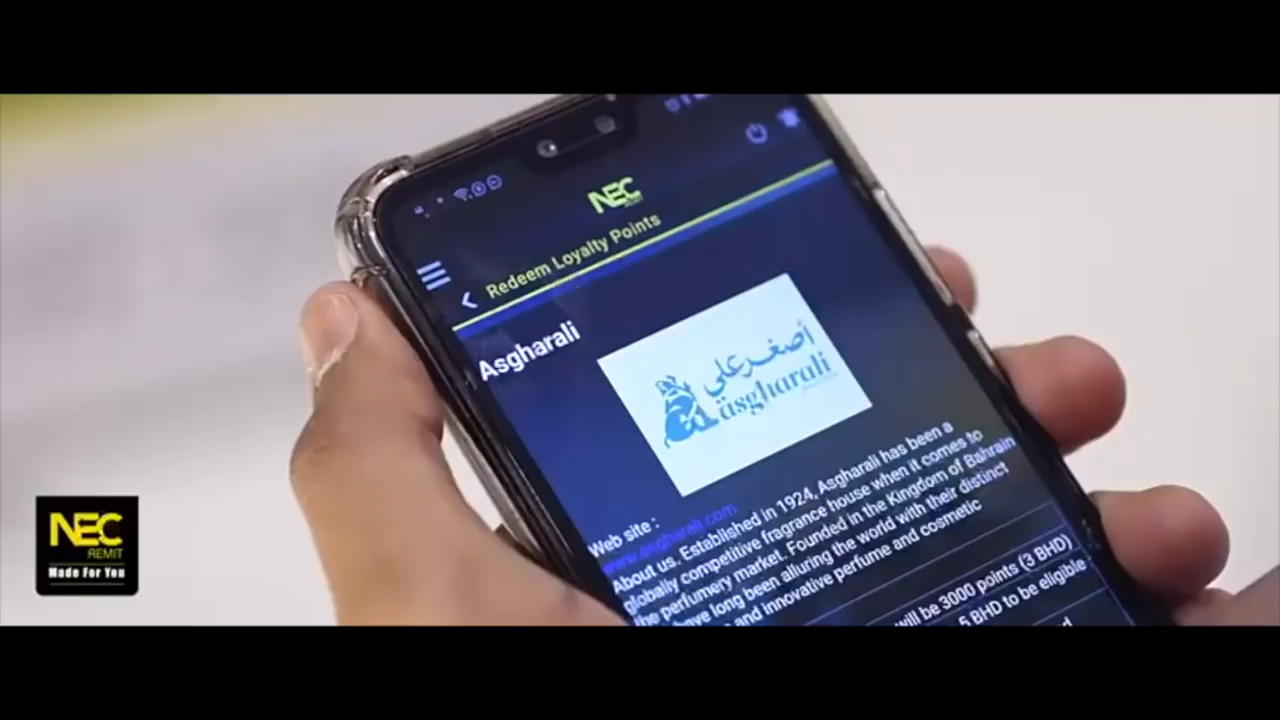 NEC
REMIT
Redeem Loyalty Points
Asgharali
أصغر علي
asgharali
Web site :
www.asgharali.com
About us. Established in 1924, Asgharali has been a
globally competitive fragrance house when it comes to
the perfumery market. Founded in the Kingdom of Bahrain
have long been alluring the world with their distinct
and innovative perfume and cosmetic
will be 3000 points (3 BHD)
5 BHD to be eligible
NEC
REMIT
Made For You